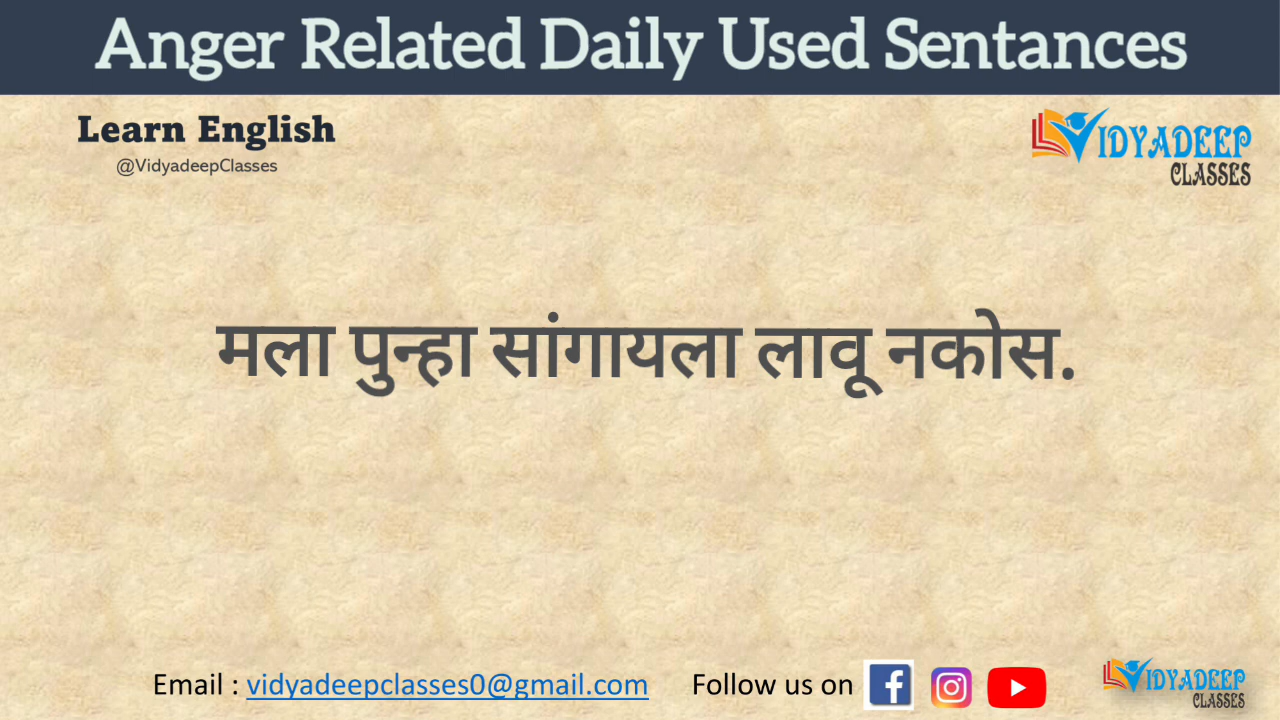 Anger Related Daily Used Sentances
Learn English
@VidyadeepClasses
VIDYADEEP
CLASSES
मला पुन्हा सांगायला लावू नकोस.
Email : vidyadeepclasses0@gmail.com Follow us on
VIDYADEEP
CLASSES